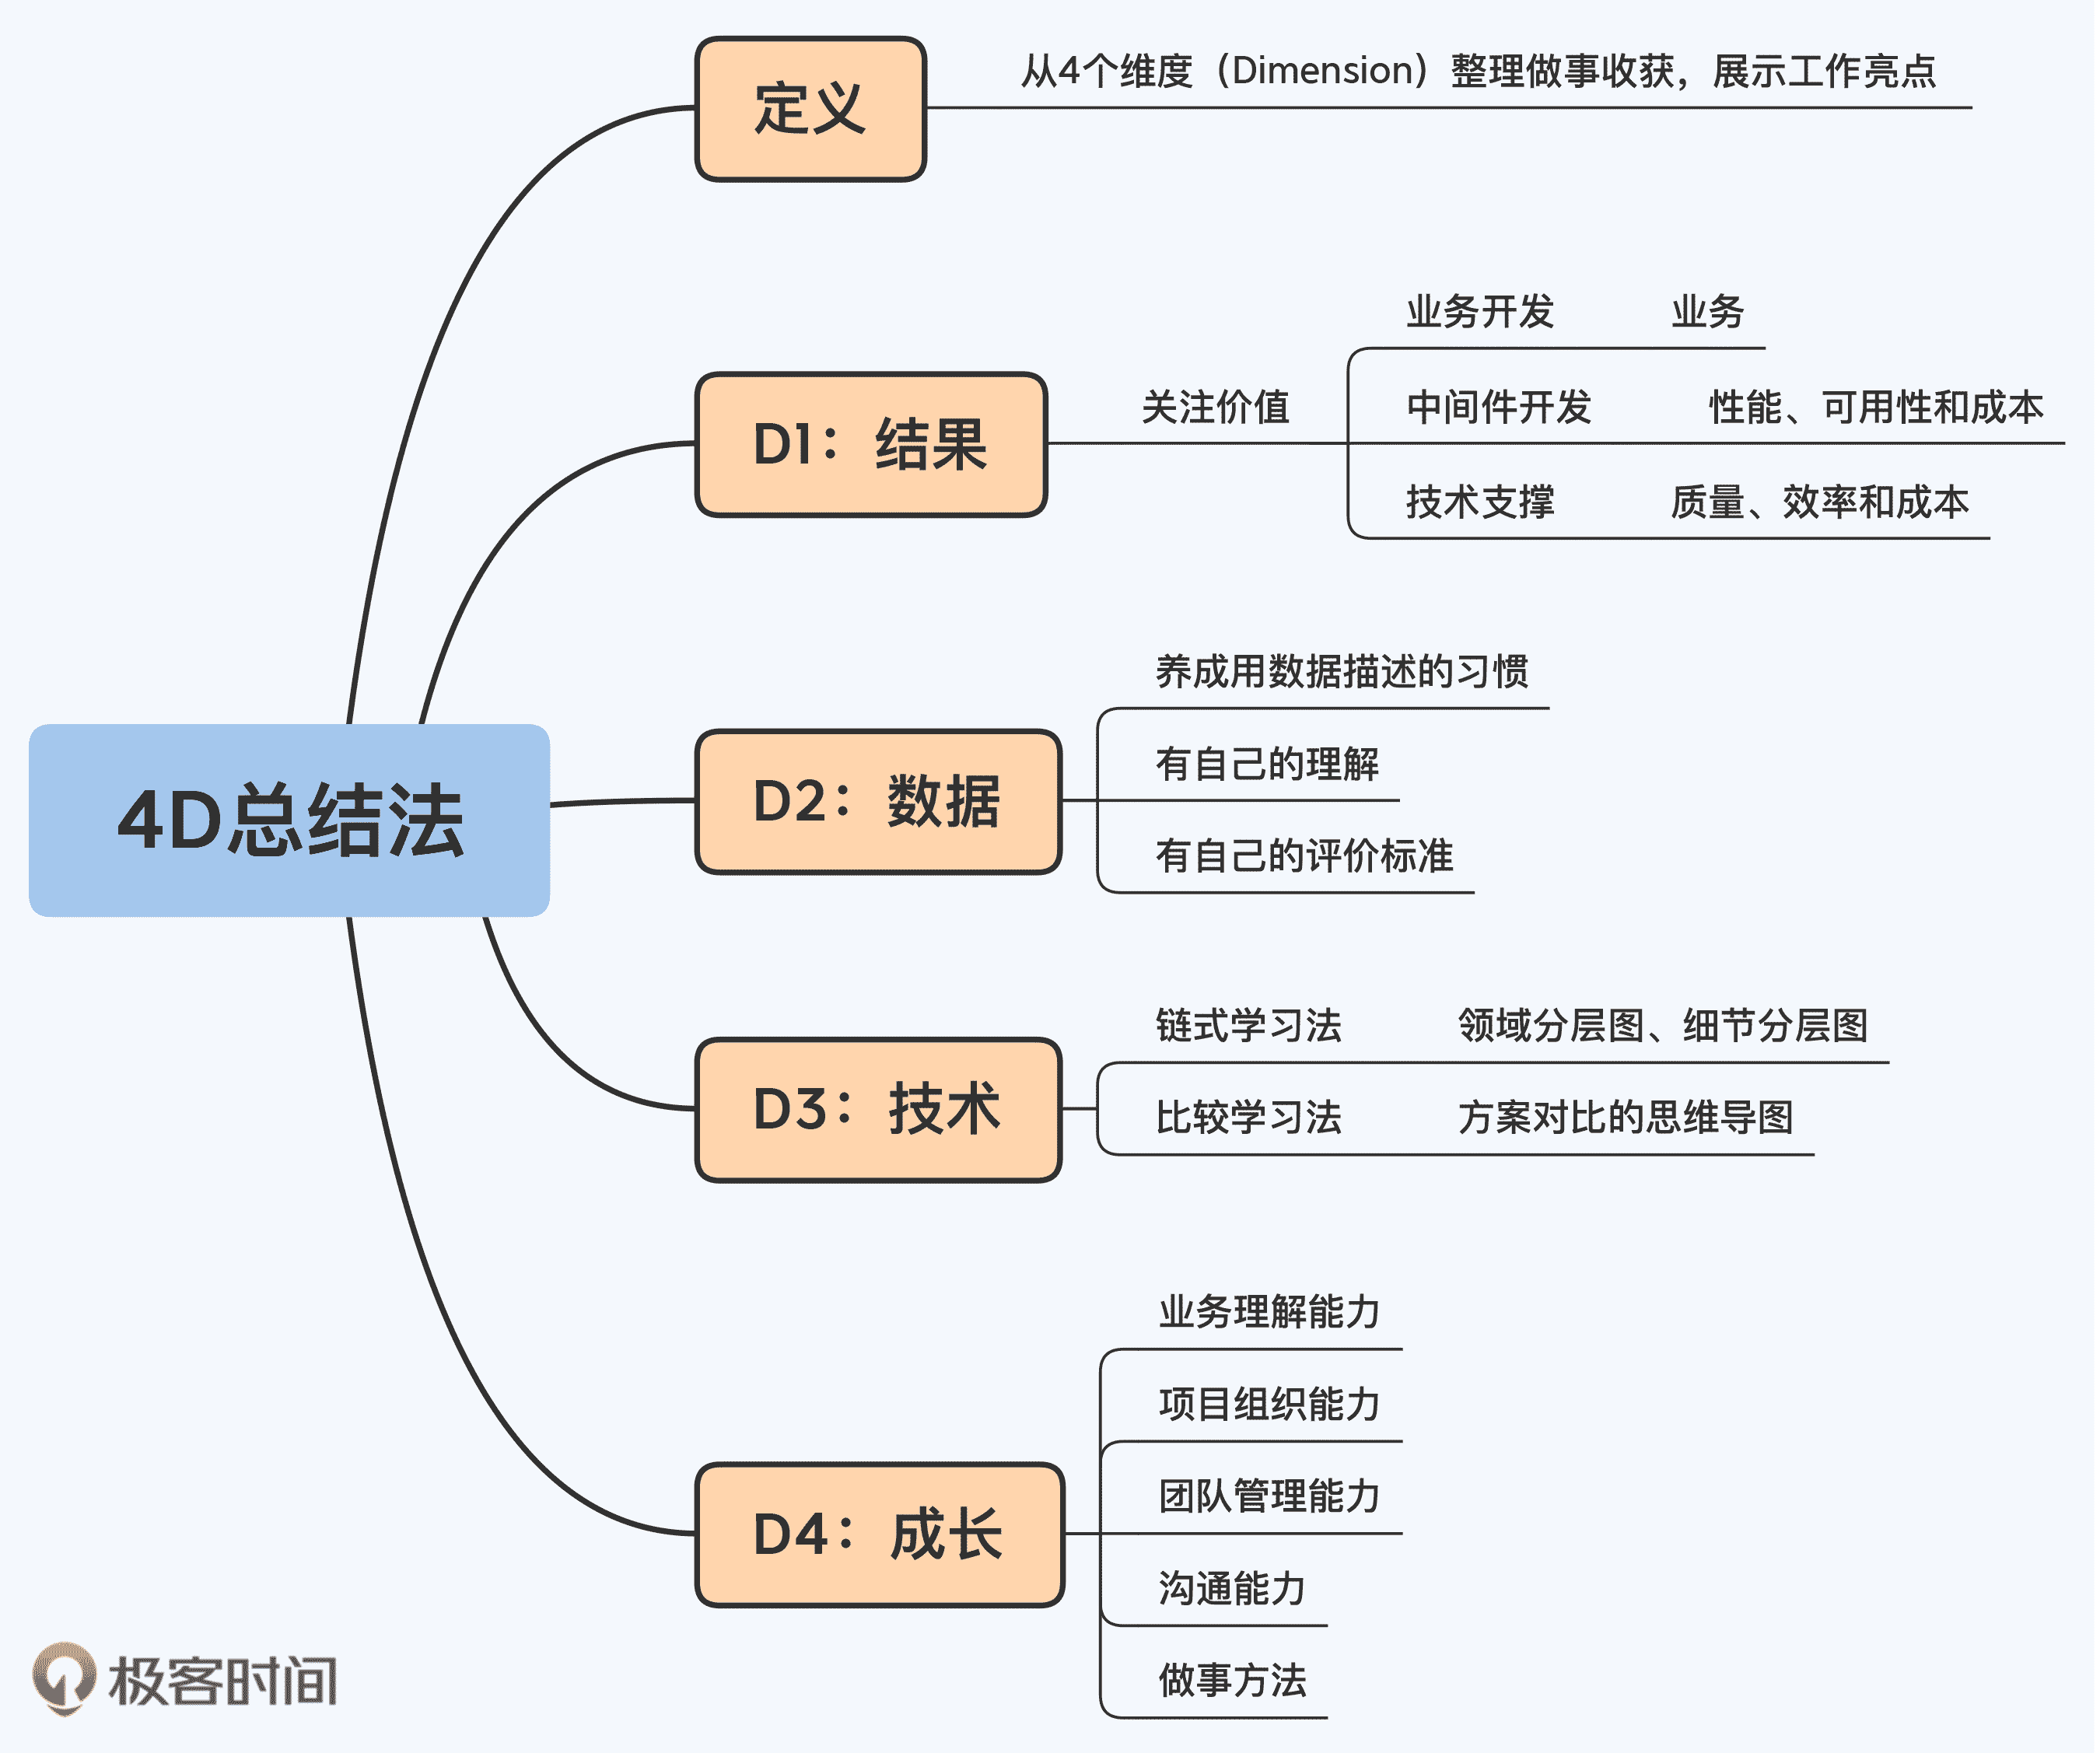 定义
从4个维度（Dimension）整理做事收获，展示工作亮点
D1：结果
关注价值
业务开发 业务
中间件开发 性能、可用性和成本
技术支撑 质量、效率和成本
4D总结法
D2：数据
养成用数据描述的习惯
有自己的理解
有自己的评价标准
D3：技术
链式学习法 领域分层图、细节分层图
比较学习法 方案对比的思维导图
D4：成长
业务理解能力
项目组织能力
团队管理能力
沟通能力
做事方法
极客时间